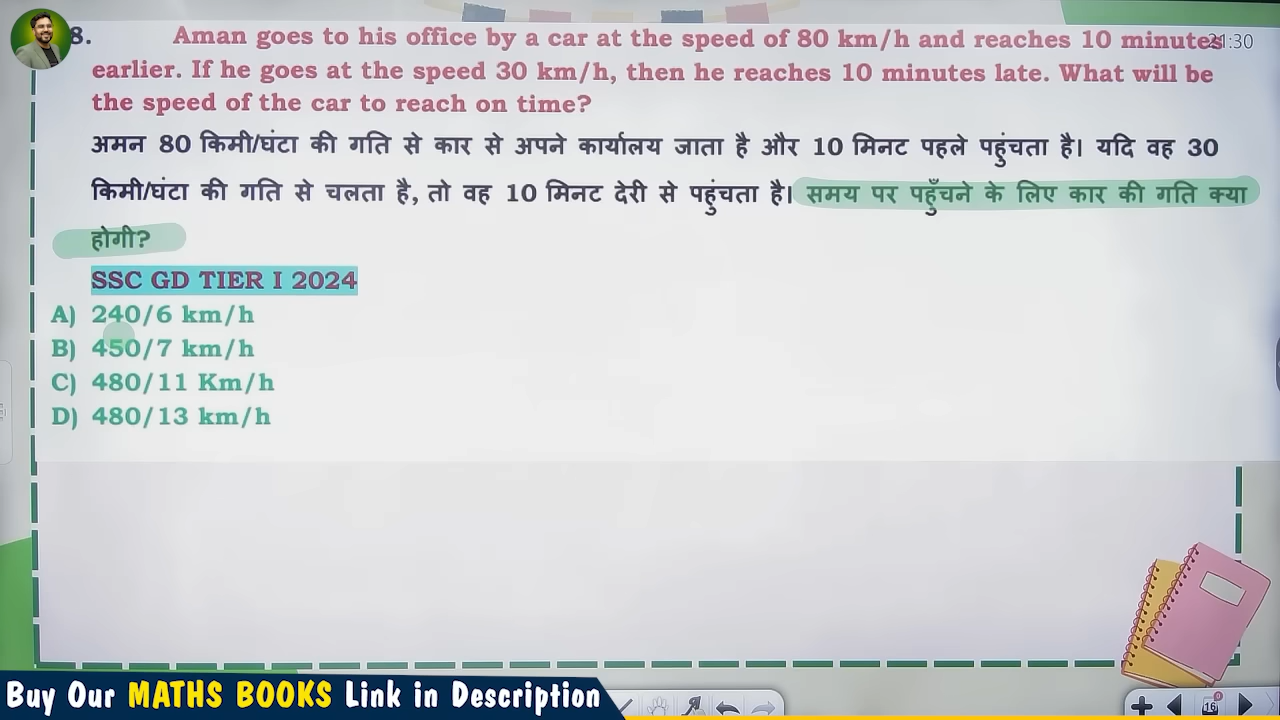 8. Aman goes to his office by a car at the speed of 80 km/h and reaches 10 minutes
earlier. If he goes at the speed 30 km/h, then he reaches 10 minutes late. What will be
the speed of the car to reach on time?
अमन 80 किमी/घंटा की गति से कार से अपने कार्यालय जाता है और 10 मिनट पहले पहुंचता है। यदि वह 30
किमी/घंटा की गति से चलता है, तो वह 10 मिनट देरी से पहुंचता है। समय पर पहुँचने के लिए कार की गति क्या
होगी?
SSC GD TIER I 2024
A) 240/6 km/h
B) 450/7 km/h
C) 480/11 Km/h
D) 480/13 km/h
16
Buy Our MATHS BOOKS Link in Description